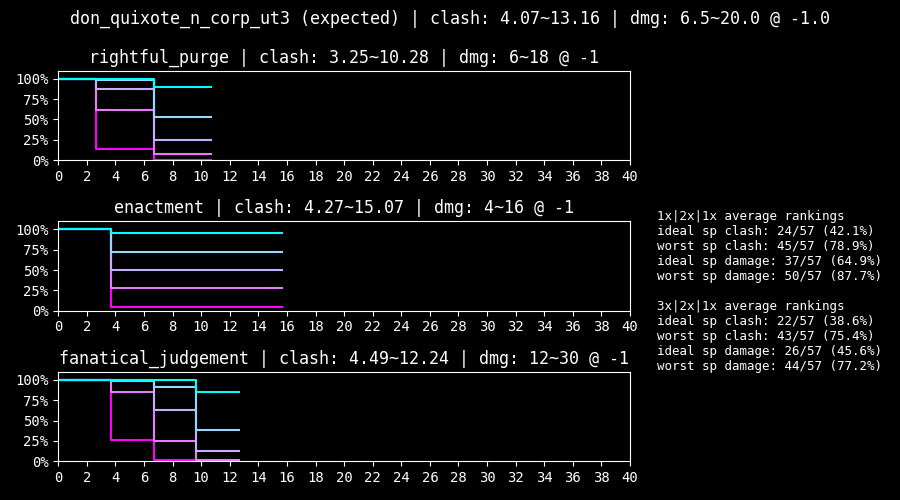 don_quixote_n_corp_ut3 (expected) | clash: 4.07~13.16 | dmg: 6.5~20.0 @ -1.0
rightful_purge | clash: 3.25~10.28 | dmg: 6~18 @ -1
100%
75%
50%
25%
0%
0 2 4 6 8 10 12 14 16 18 20 22 24 26 28 30 32 34 36 38 40
enactment | clash: 4.27~15.07 | dmg: 4~16 @ -1
100%
75%
50%
25%
0%
0 2 4 6 8 10 12 14 16 18 20 22 24 26 28 30 32 34 36 38 40
fanatical_judgement | clash: 4.49~12.24 | dmg: 12~30 @ -1
100%
75%
50%
25%
0%
0 2 4 6 8 10 12 14 16 18 20 22 24 26 28 30 32 34 36 38 40
1x|2x|1x average rankings
ideal sp clash: 24/57 (42.1%)
worst sp clash: 45/57 (78.9%)
ideal sp damage: 37/57 (64.9%)
worst sp damage: 50/57 (87.7%)
3x|2x|1x average rankings
ideal sp clash: 22/57 (38.6%)
worst sp clash: 43/57 (75.4%)
ideal sp damage: 26/57 (45.6%)
worst sp damage: 44/57 (77.2%)